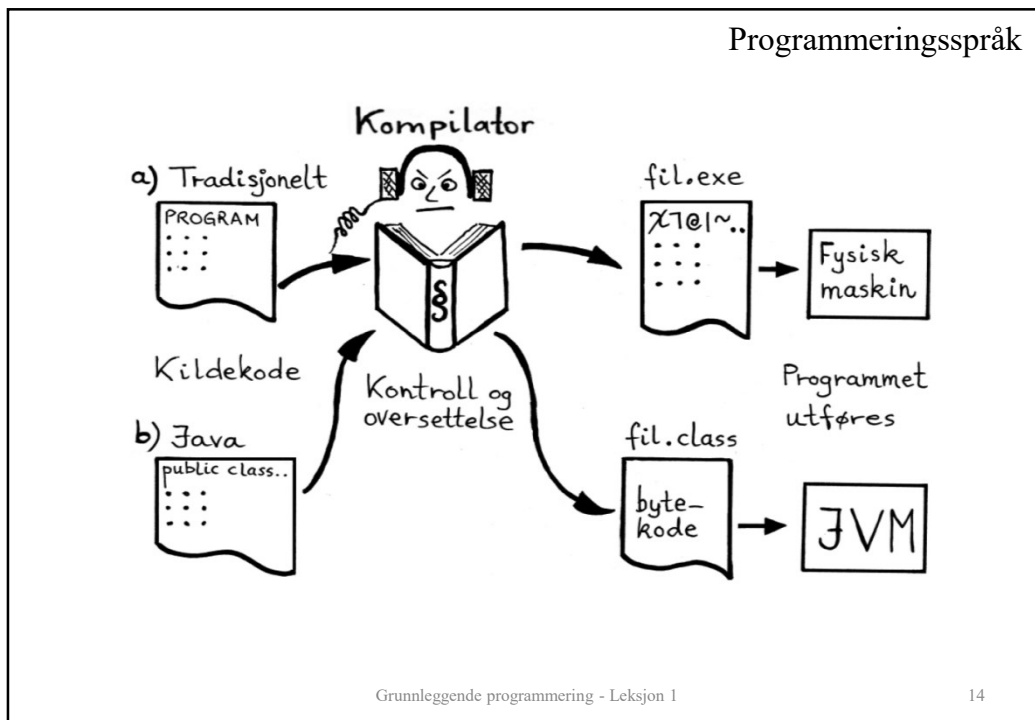 Programmeringsspråk
Kompilator
a) Tradisjonelt
PROGRAM
§
fil.exe
χ7@|~..
Fysisk
maskin
Kildekode
Kontroll og
oversettelse
Programmet
utføres
b) Java
public class..
fil.class
byte-
kode
JVM
Grunnleggende programmering - Leksjon 1
14